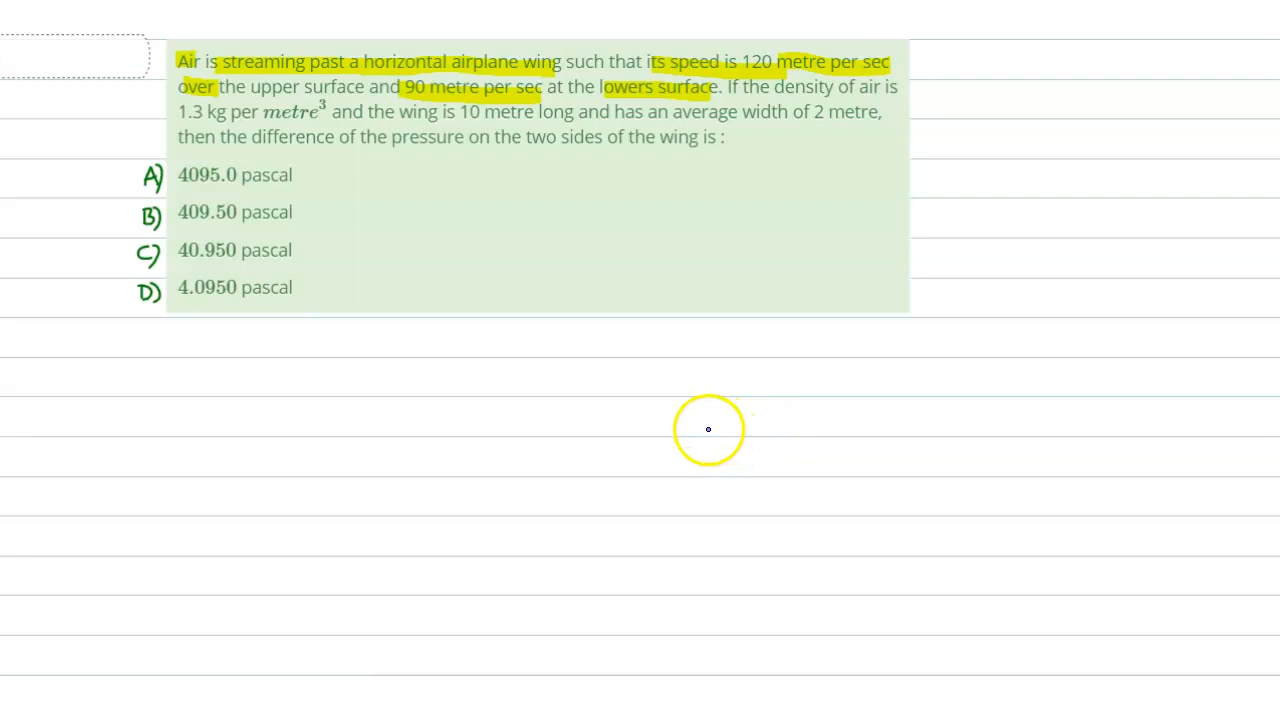 Air is streaming past a horizontal airplane wing such that its speed is 120 metre per sec
over the upper surface and 90 metre per sec at the lowers surface. If the density of air is
1.3 kg per metre³ and the wing is 10 metre long and has an average width of 2 metre,
then the difference of the pressure on the two sides of the wing is :
A) 4095.0 pascal
B) 409.50 pascal
C) 40.950 pascal
D) 4.0950 pascal